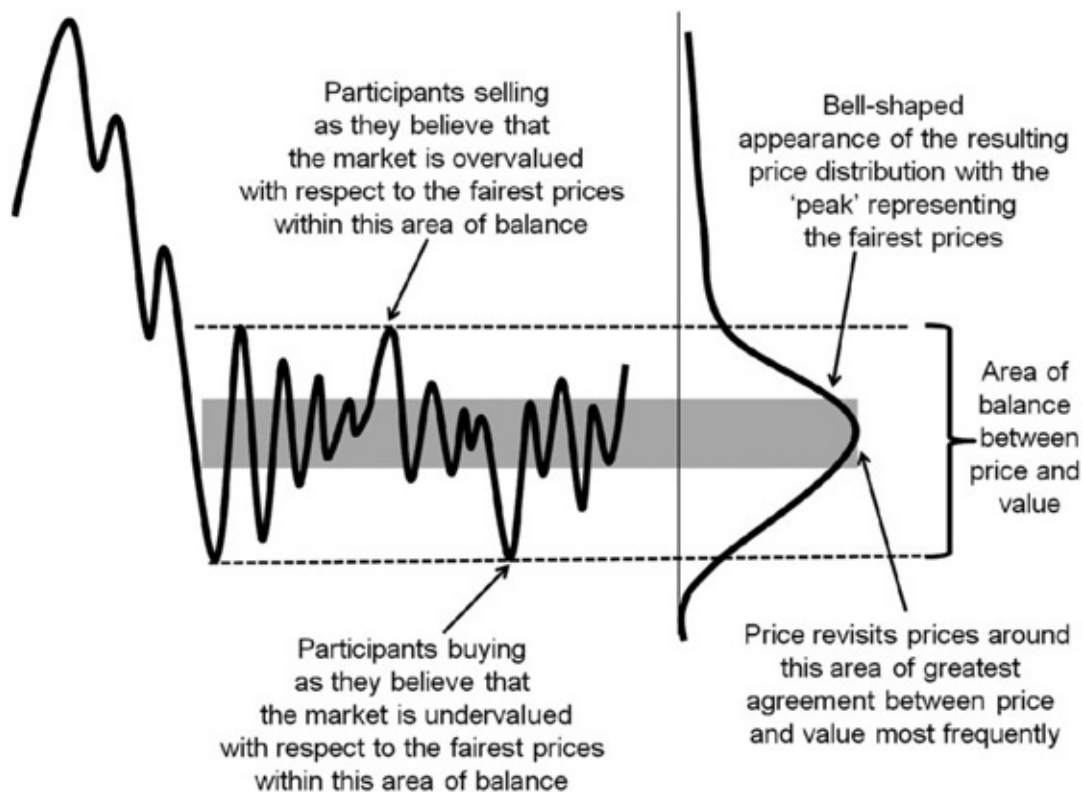 Participants selling
as they believe that
the market is overvalued
with respect to the fairest prices
within this area of balance
Bell-shaped
appearance of the resulting
price distribution with the
‘peak’ representing
the fairest prices
Area of
balance
between
price and
value
Participants buying
as they believe that
the market is undervalued
with respect to the fairest prices
within this area of balance
Price revisits prices around
this area of greatest
agreement between price
and value most frequently